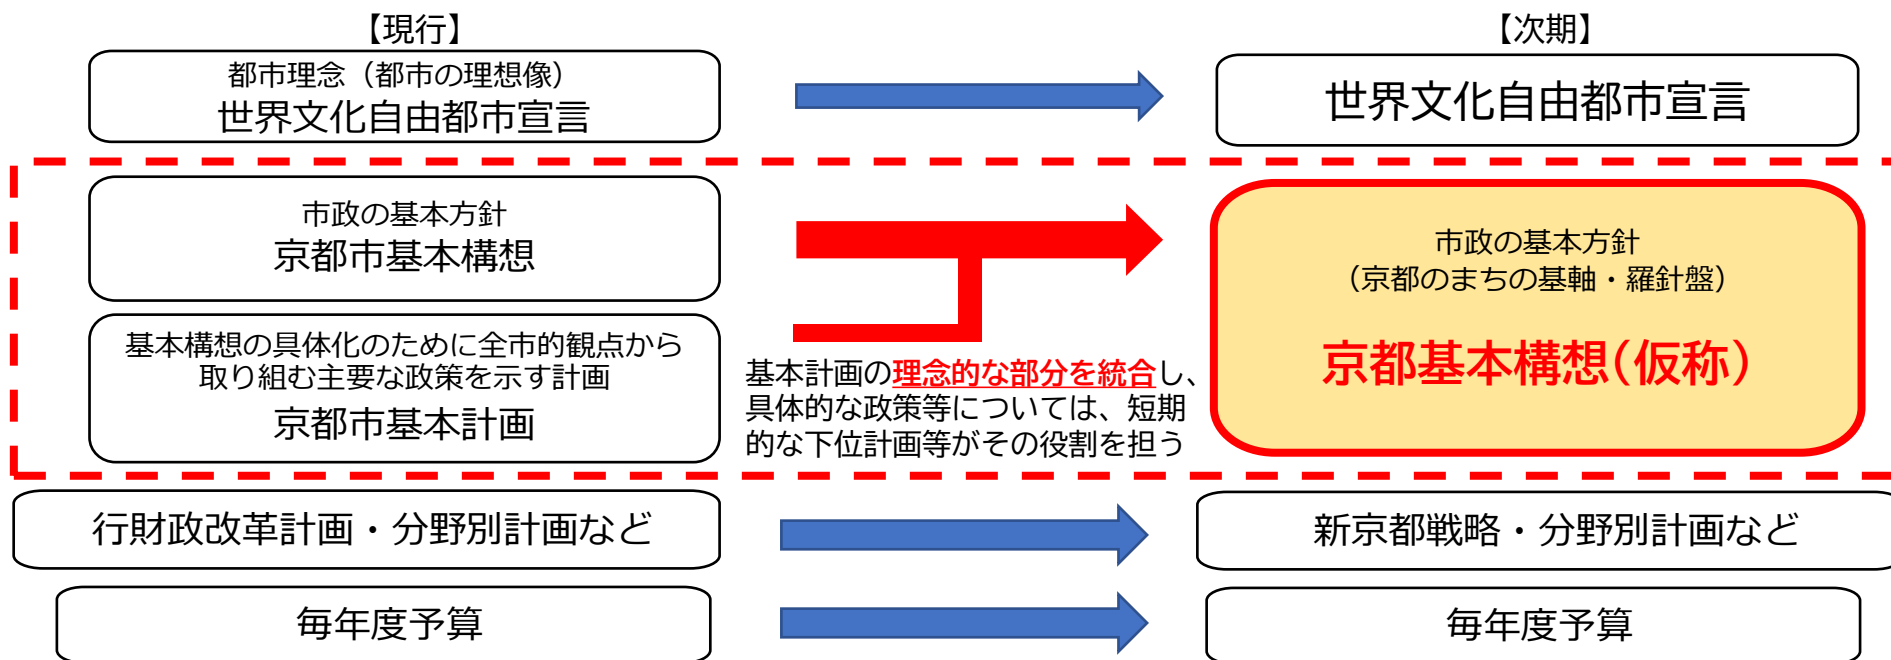 【現行】
【次期】
都市理念（都市の理想像）
世界文化自由都市宣言
世界文化自由都市宣言
市政の基本方針
京都市基本構想
基本構想の具体化のために全市的観点から
取り組む主要な政策を示す計画
京都市基本計画
基本計画の理念的な部分を統合し、
具体的な政策等については、短期
的な下位計画等がその役割を担う
市政の基本方針
（京都のまちの基軸・羅針盤）
京都基本構想（仮称）
行財政改革計画・分野別計画など
新京都戦略・分野別計画など
毎年度予算
毎年度予算